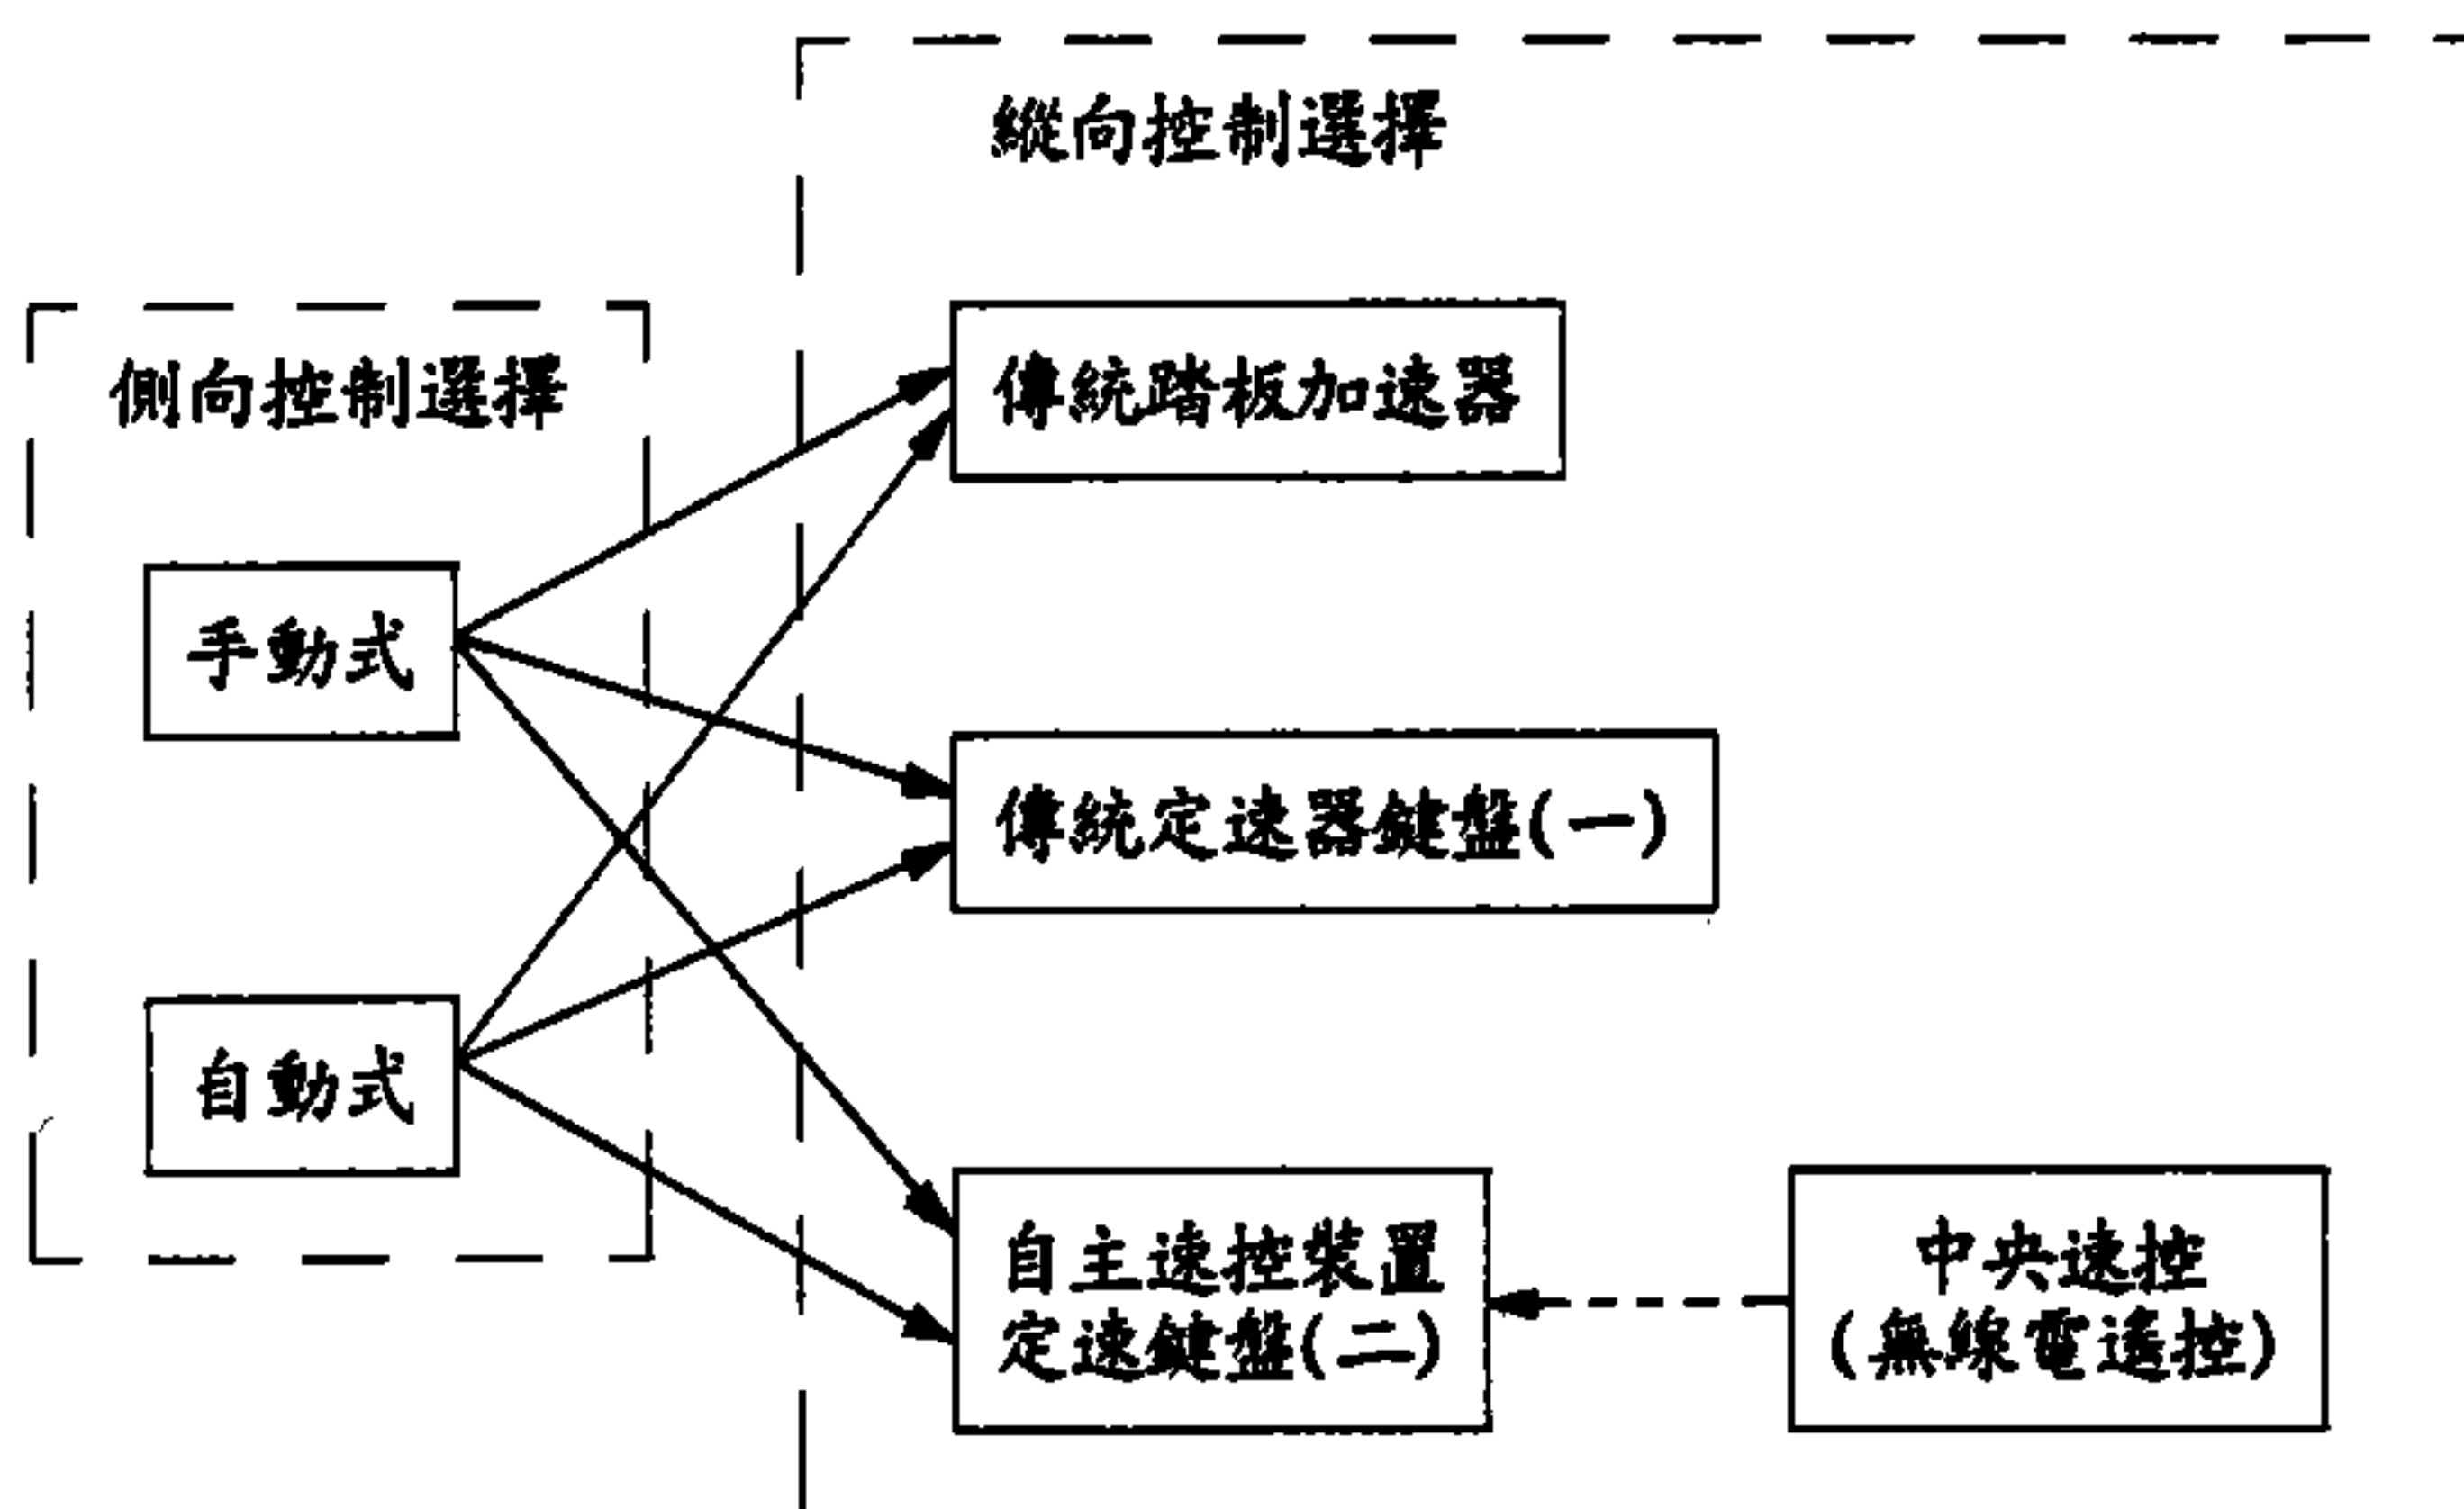 縱向控制選擇
側向控制選擇
傳統踏板加速器
手動式
傳統定速器鍵盤(一)
自動式
自主速控裝置
定速鍵盤(二)
中央速控
(無線電遙控)